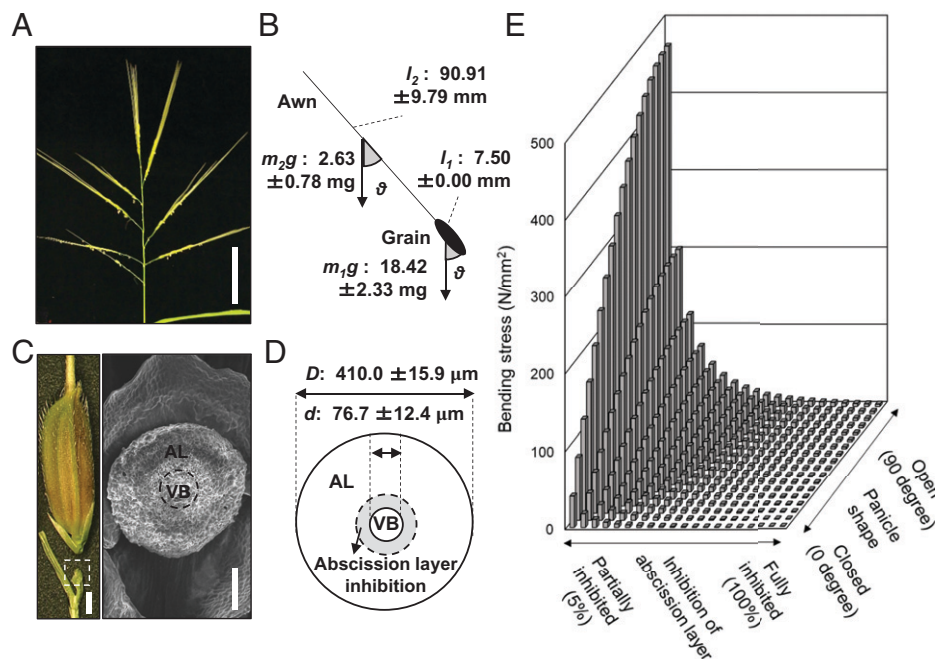 A
B
l₂ : 90.91
±9.79 mm
Awn
l₁ : 7.50
±0.00 mm
m₂g : 2.63
±0.78 mg
ϑ
Grain
m₁g : 18.42
±2.33 mg
ϑ
C
AL
VB
D
D: 410.0 ±15.9 µm
d: 76.7 ±12.4 µm
AL
VB
Abscission layer
inhibition
E
Bending stress (N/mm²)
500
400
300
200
100
0
Partially
inhibited
(5%)
Inhibition of
abscission layer
Fully
inhibited
(100%)
Closed
(0 degree)
Panicle
shape
Open
(90 degree)